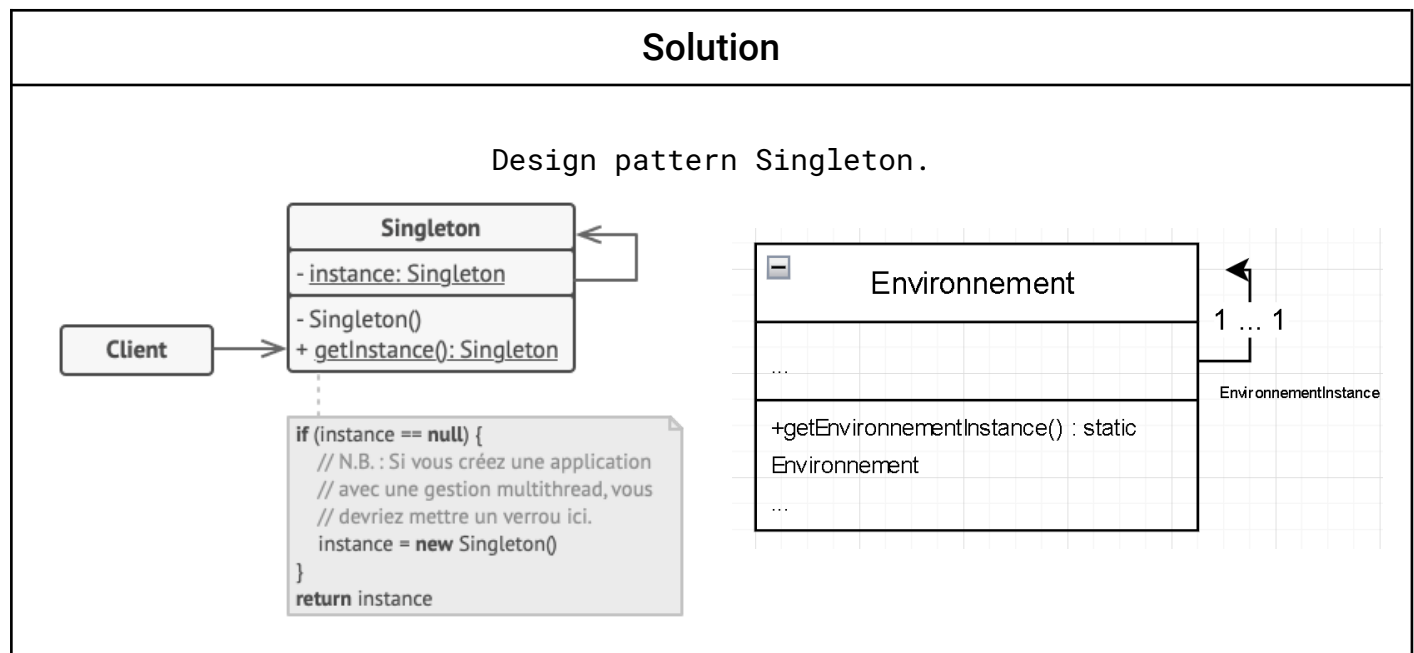 Solution
Design pattern Singleton.
Singleton
- instance: Singleton
- Singleton()
+ getInstance(): Singleton
Client
if (instance == null) {
// N.B. : Si vous créez une application
// avec une gestion multithread, vous
// devriez mettre un verrou ici.
instance = new Singleton()
}
return instance
Environnement
...
+getEnvironnementInstance() : static
Environnement
...
1 ... 1
EnvironnementInstance